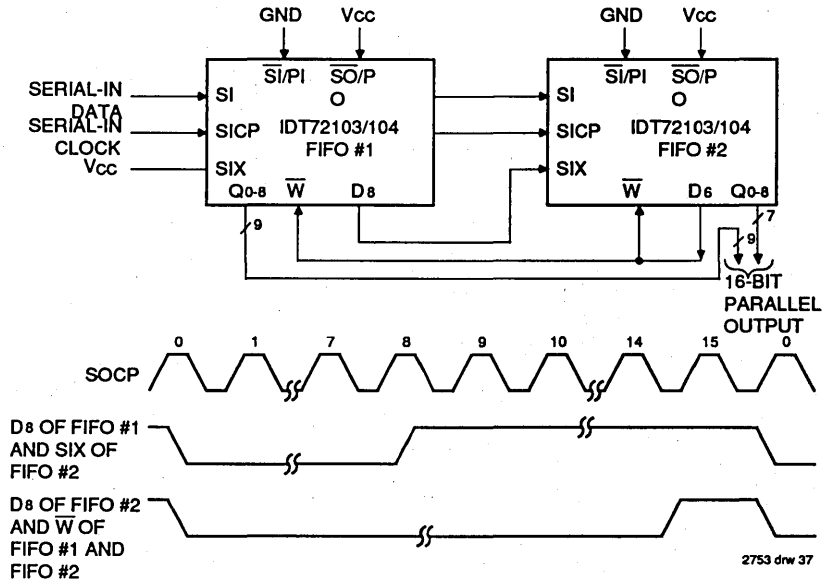 GND
Vcc
GND
Vcc
SERIAL-IN
DATA
SERIAL-IN
CLOCK
Vcc
SI/PI
SO/P
O
SI
SICP
IDT72103/104
FIFO #1
SIX
Q0-8
W
D8
9
SI/PI
SO/P
O
SI
SICP
IDT72103/104
FIFO #2
SIX
W
D6
Q0-8
7
9
16-BIT
PARALLEL
OUTPUT
0
1
7
8
9
10
14
15
0
SOCP
D8 OF FIFO #1
AND SIX OF
FIFO #2
D8 OF FIFO #2
AND W OF
FIFO #1 AND
FIFO #2
2753 drw 37